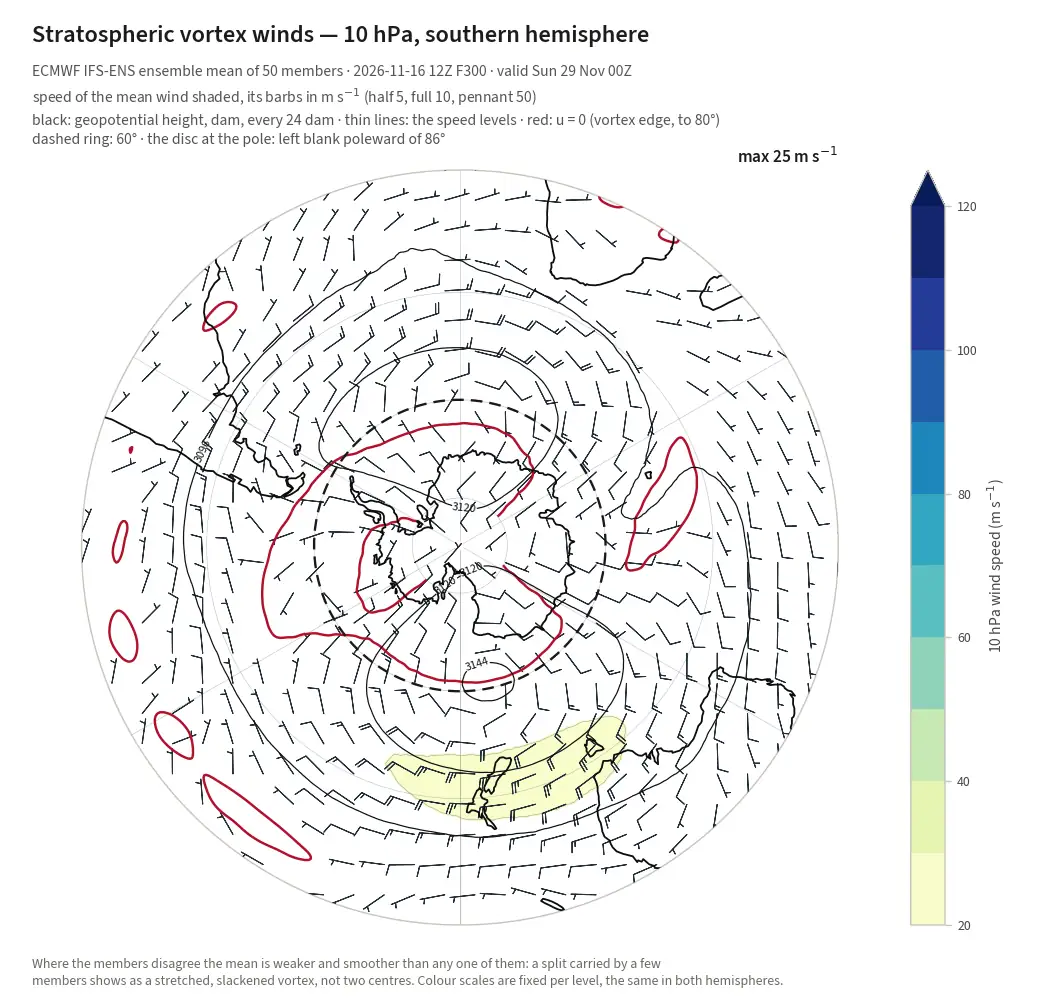 Stratospheric vortex winds — 10 hPa, southern hemisphere
ECMWF IFS-ENS ensemble mean of 50 members · 2026-11-16 12Z F300 · valid Sun 29 Nov 00Z
speed of the mean wind shaded, its barbs in m s⁻¹ (half 5, full 10, pennant 50)
black: geopotential height, dam, every 24 dam · thin lines: the speed levels · red: u = 0 (vortex edge, to 80°)
dashed ring: 60° · the disc at the pole: left blank poleward of 86°
max 25 m s⁻¹
120
100
80
60
40
20
10 hPa wind speed (m s⁻¹)
3096
3120
3120
3120
3144
Where the members disagree the mean is weaker and smoother than any one of them: a split carried by a few
members shows as a stretched, slackened vortex, not two centres. Colour scales are fixed per level, the same in both hemispheres.